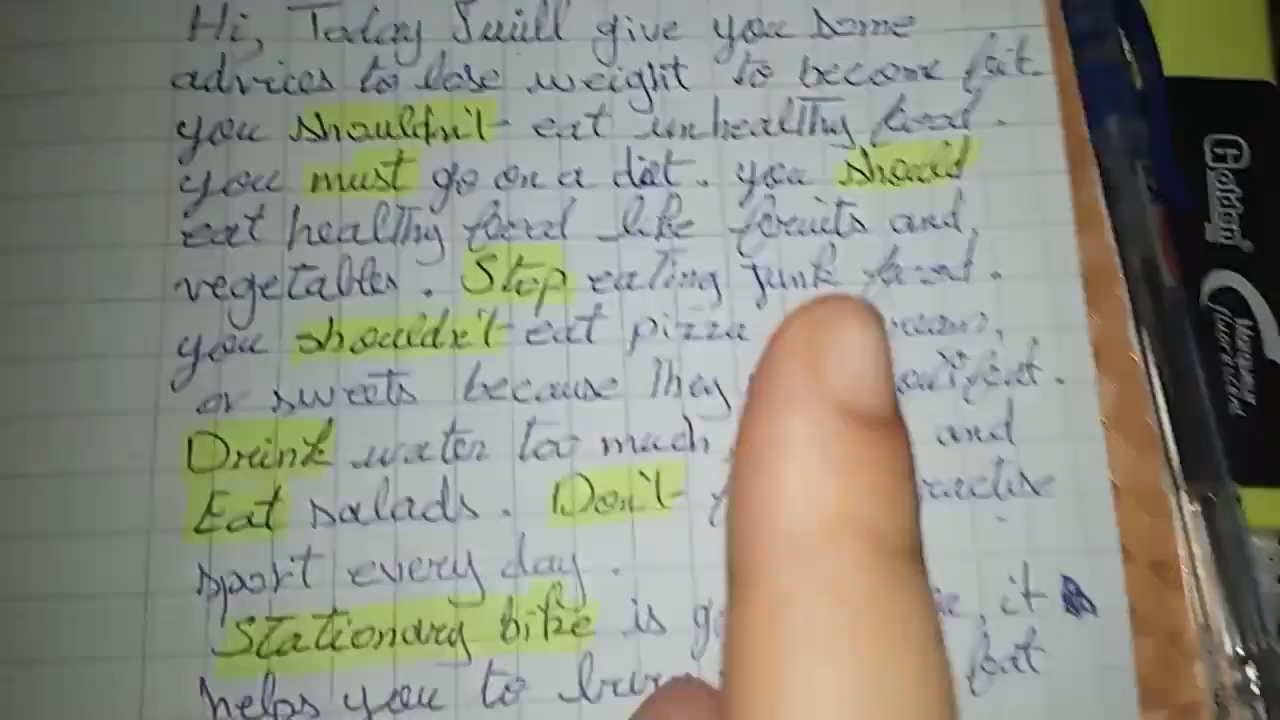 Hi, Today I will give you some
advices to lose weight to become fit.
you shouldn't eat unhealthy food.
you must go on a diet. you should
eat healthy food like fruits and
vegetables. Stop eating junk food.
you shouldn't eat pizza
or sweets because they
Drink water too much and
Eat salads. Don't
sport every day.
Stationary bike is it
helps you to fat